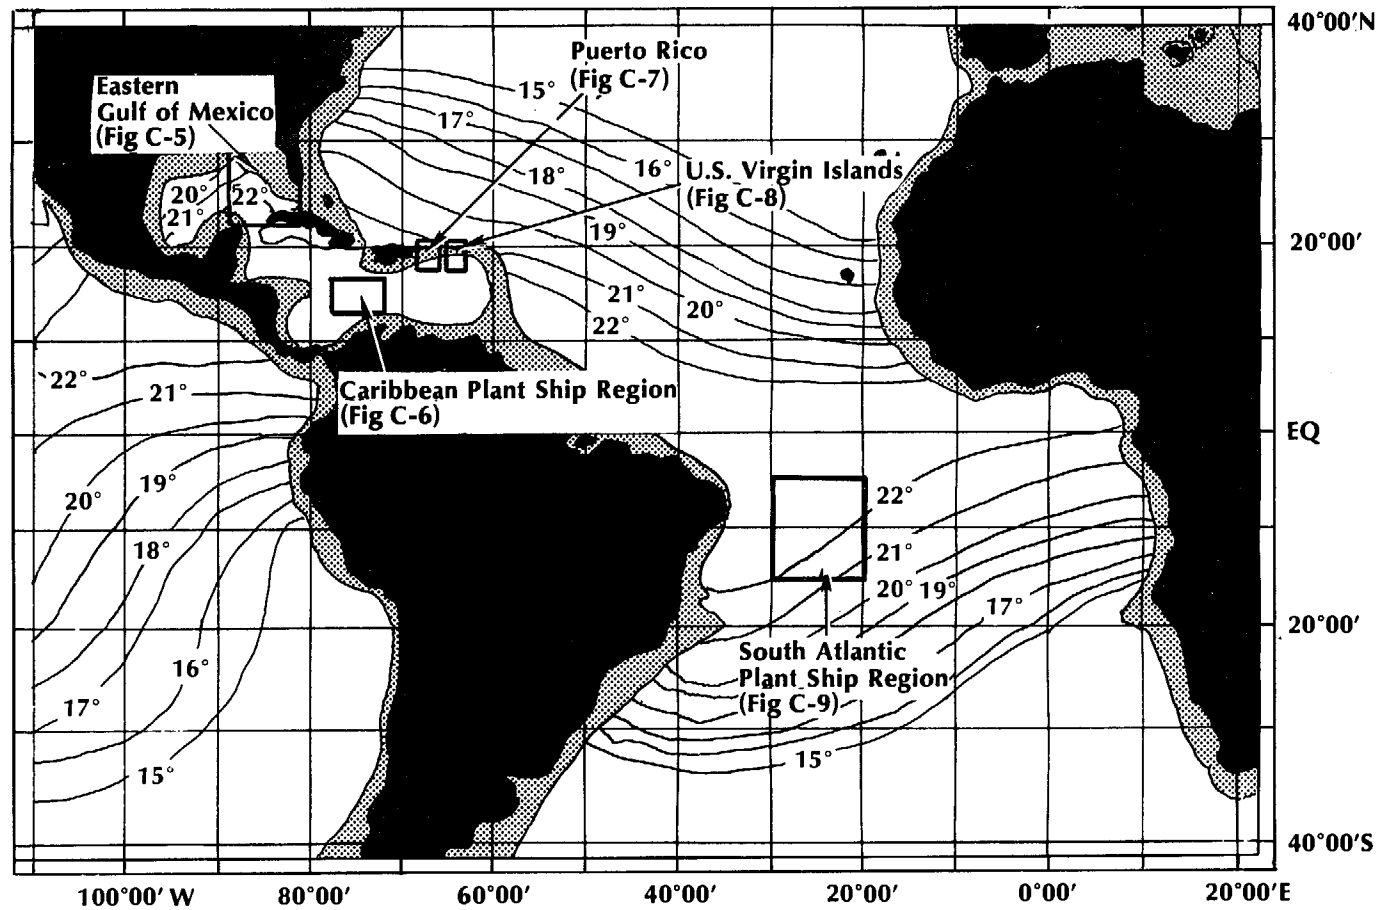 40°00'N
Puerto Rico
(Fig C-7)
Eastern
Gulf of Mexico
(Fig C-5)
15°
17°
16°
U.S. Virgin Islands
(Fig C-8)
18°
20°
22°
21°
19°
20°00'
21°
20°
22°
22°
21°
Caribbean Plant Ship Region
(Fig C-6)
EQ
19°
20°
22°
18°
21°
20°
19°
17°
20°00'
South Atlantic
Plant Ship Region
(Fig C-9)
16°
17°
15°
15°
40°00'S
100°00' W
80°00'
60°00'
40°00'
20°00'
0°00'
20°00'E